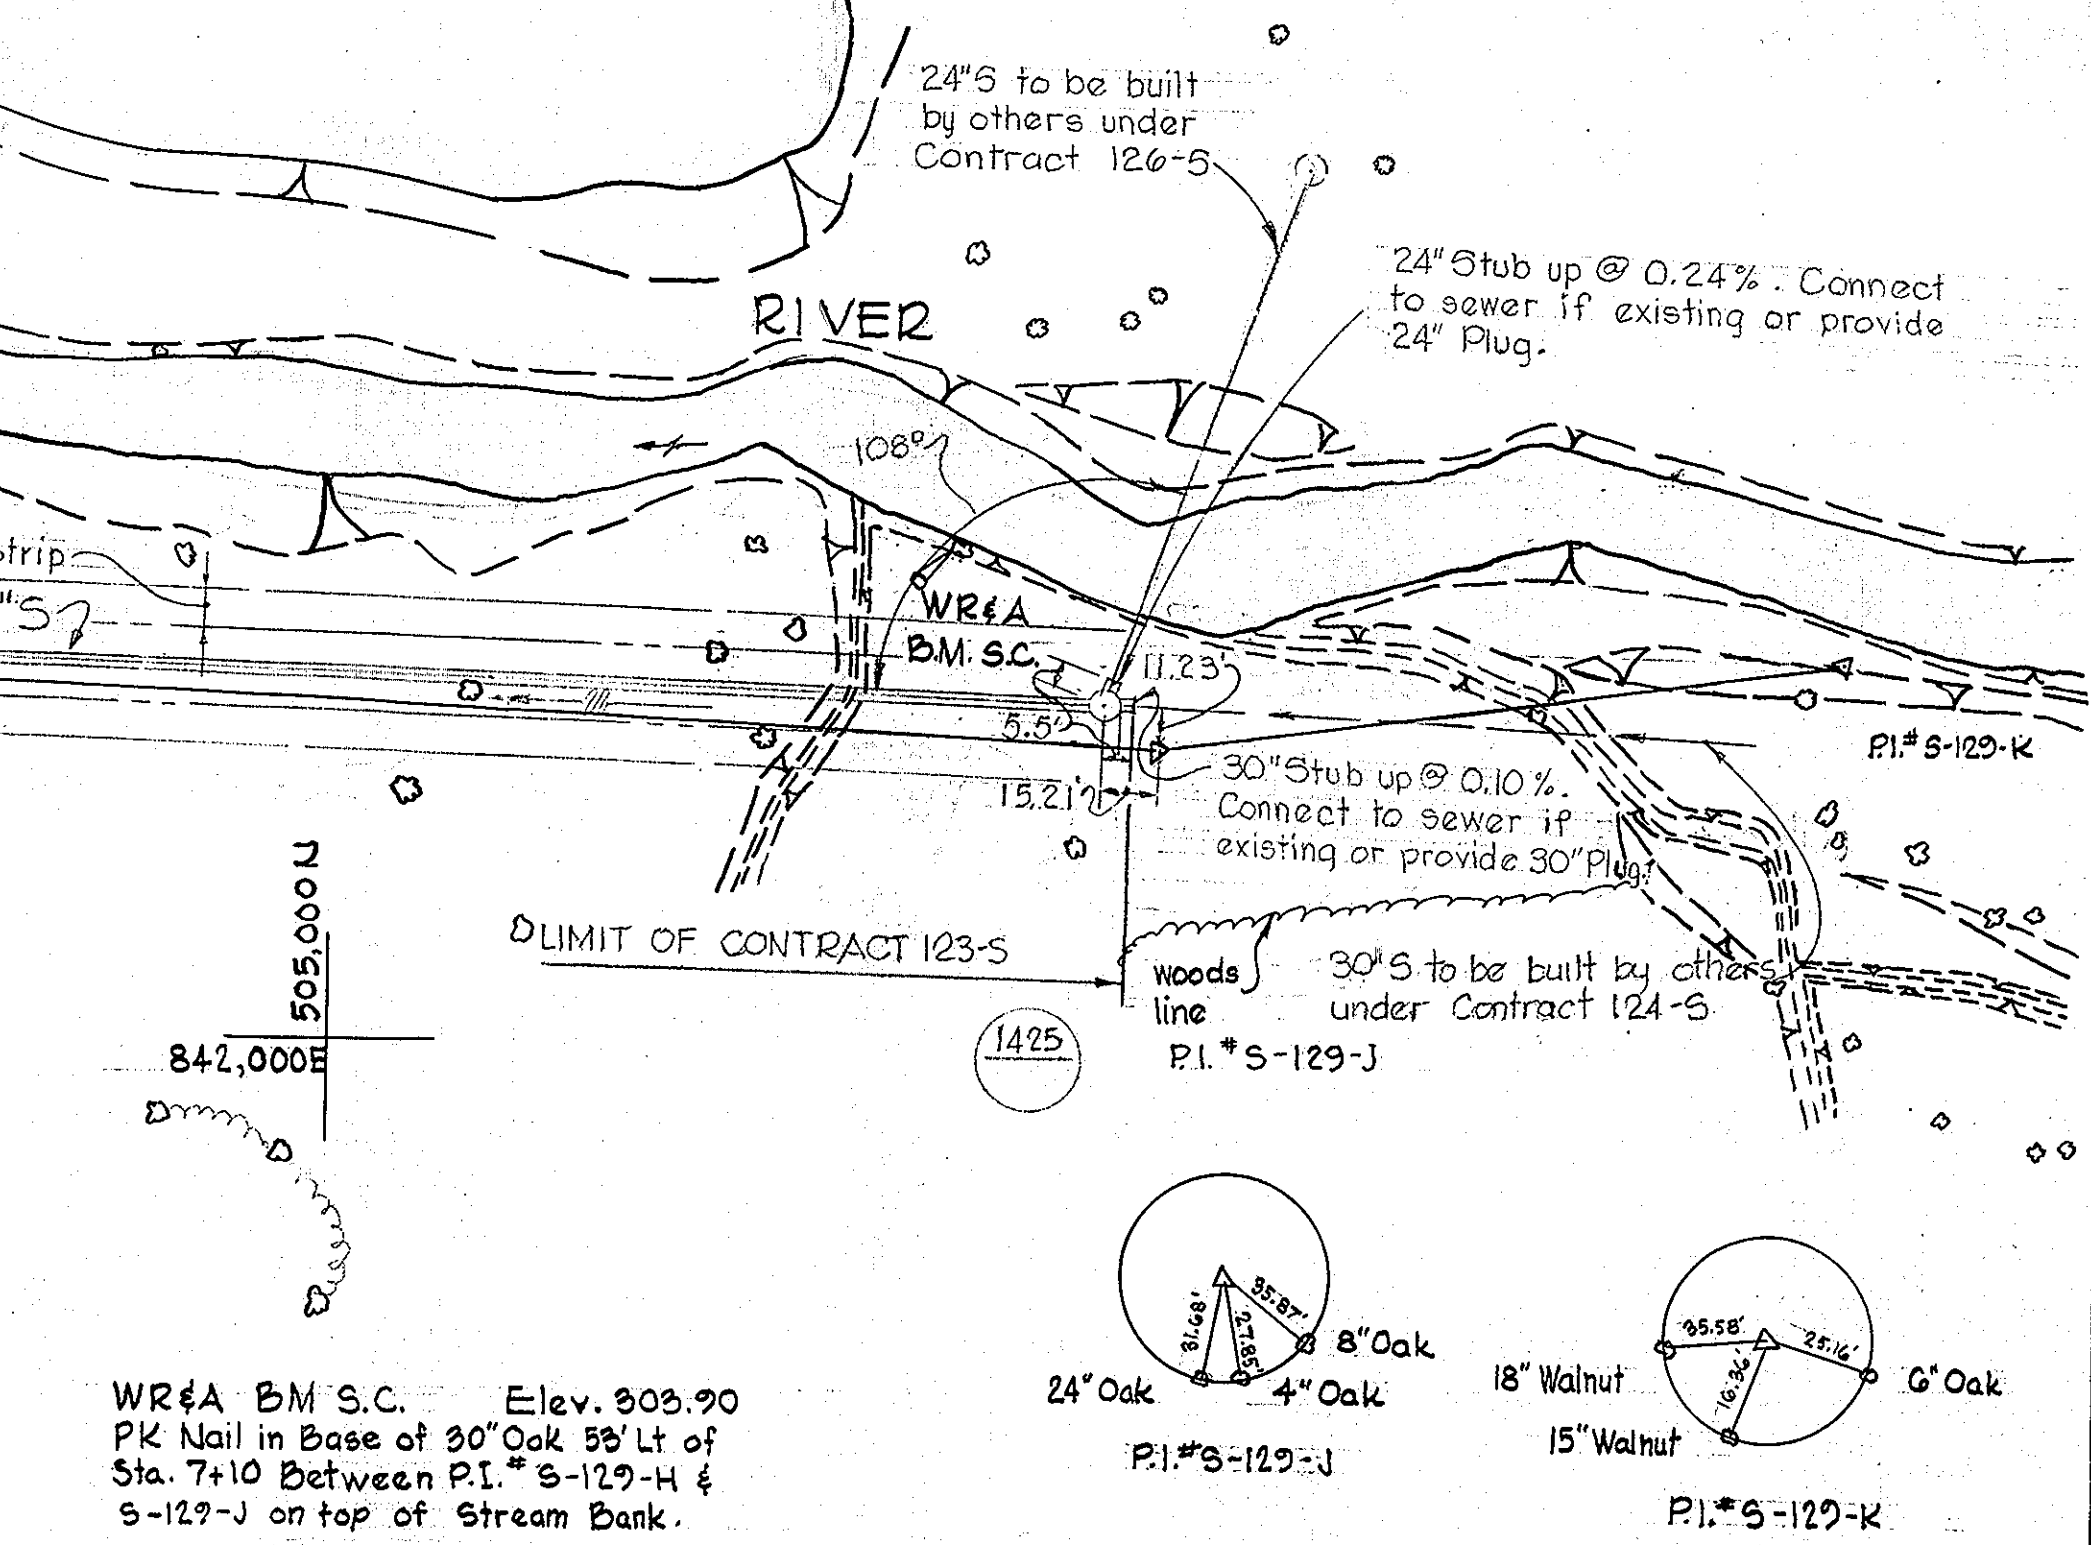 24"S to be built
by others under
Contract 126-S
24" Stub up @ 0.24%. Connect
to sewer if existing or provide
24" Plug.
RIVER
108°
strip
"S
WR&A
B.M. S.C.
11.23'
5.5'
15.21'
30" Stub up @ 0.10%.
Connect to sewer if
existing or provide 30" Plug.
P.I.# S-129-K
LIMIT OF CONTRACT 123-S
woods
line
30"S to be built by others
under Contract 124-S
505,000 N
842,000E
1425
P.I.# S-129-J
35.87'
31.68'
27.85'
8" Oak
24" Oak
4" Oak
P.I.# S-129-J
35.58'
25.16'
16.36'
18" Walnut
6" Oak
15" Walnut
P.I.# S-129-K
WR&A BM S.C. Elev. 303.90
PK Nail in Base of 30" Oak 53' Lt of
Sta. 7+10 Between P.I.# S-129-H &
S-129-J on top of Stream Bank.